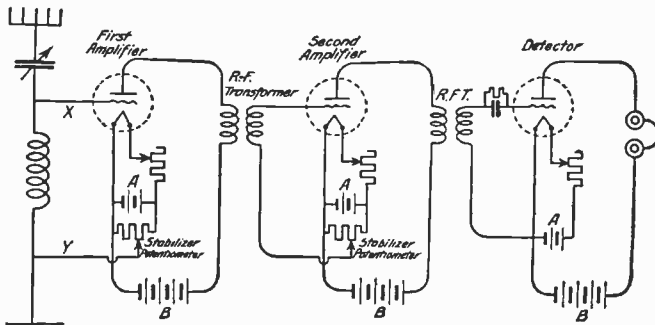 First
Amplifier
Second
Amplifier
Detector
R.F.
Transformer
R.F.T.
X
A
A
A
Y
Stabilizer
Potentiometer
Stabilizer
Potentiometer
B
B
B